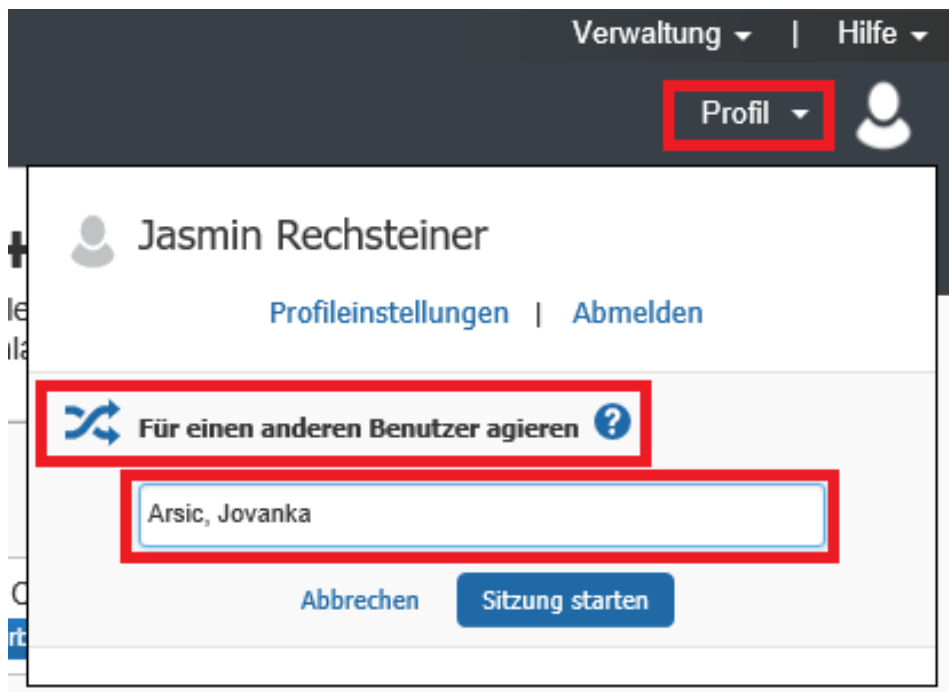 Verwaltung | Hilfe
Profil
Jasmin Rechsteiner
Profileinstellungen | Abmelden
Für einen anderen Benutzer agieren ?
Arsic, Jovanka
Abbrechen Sitzung starten